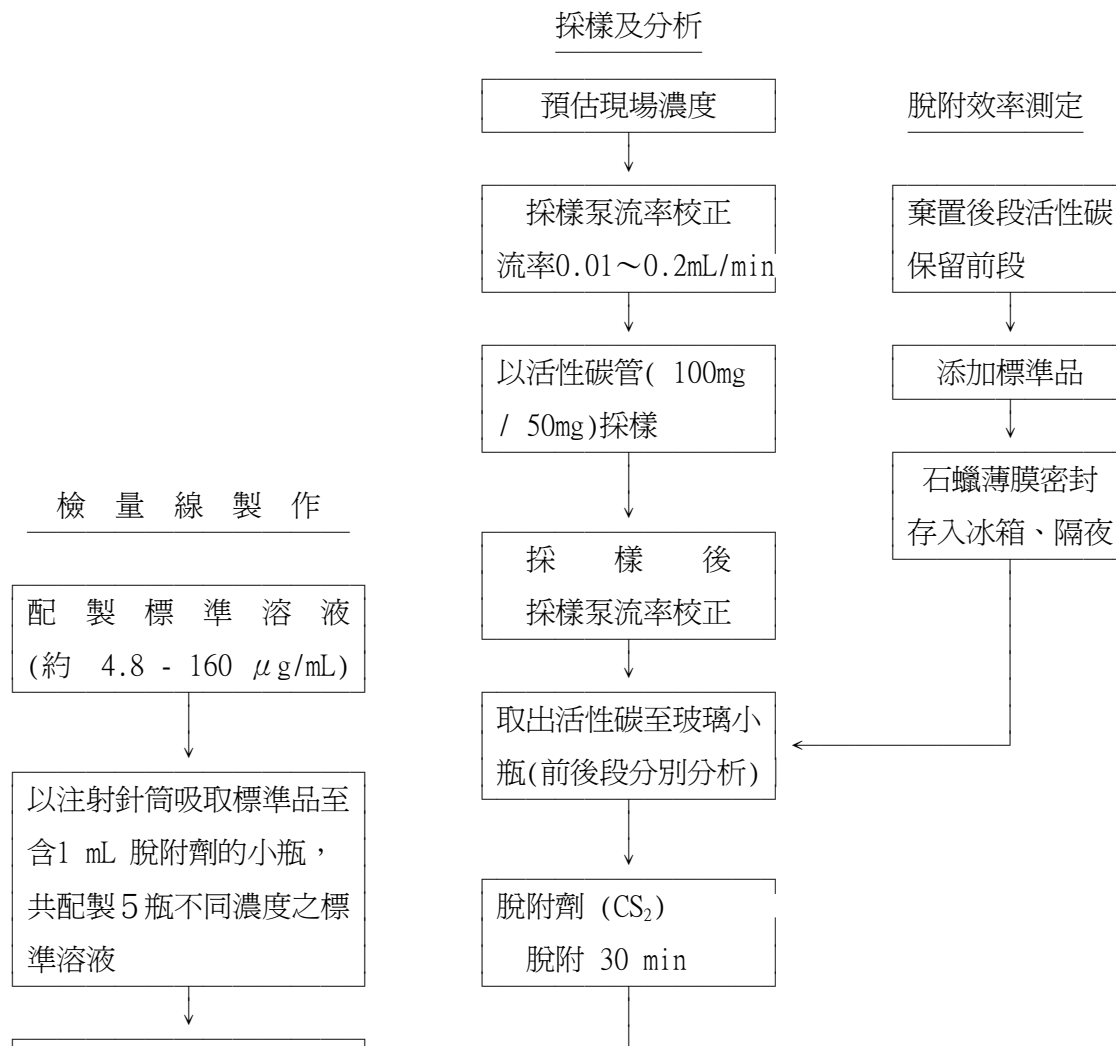 採樣及分析
預估現場濃度
採樣泵流率校正
流率0.01～0.2mL/min
以活性碳管( 100mg
/ 50mg)採樣
採 樣 後
採樣泵流率校正
取出活性碳至玻璃小
瓶(前後段分別分析)
脫附劑 (CS₂)
脫附 30 min
脫附效率測定
棄置後段活性碳
保留前段
添加標準品
石蠟薄膜密封
存入冰箱、隔夜
檢 量 線 製 作
配 製 標 準 溶 液
(約 4.8 - 160 μg/mL)
以注射針筒吸取標準品至
含1 mL 脫附劑的小瓶，
共配製５瓶不同濃度之標
準溶液